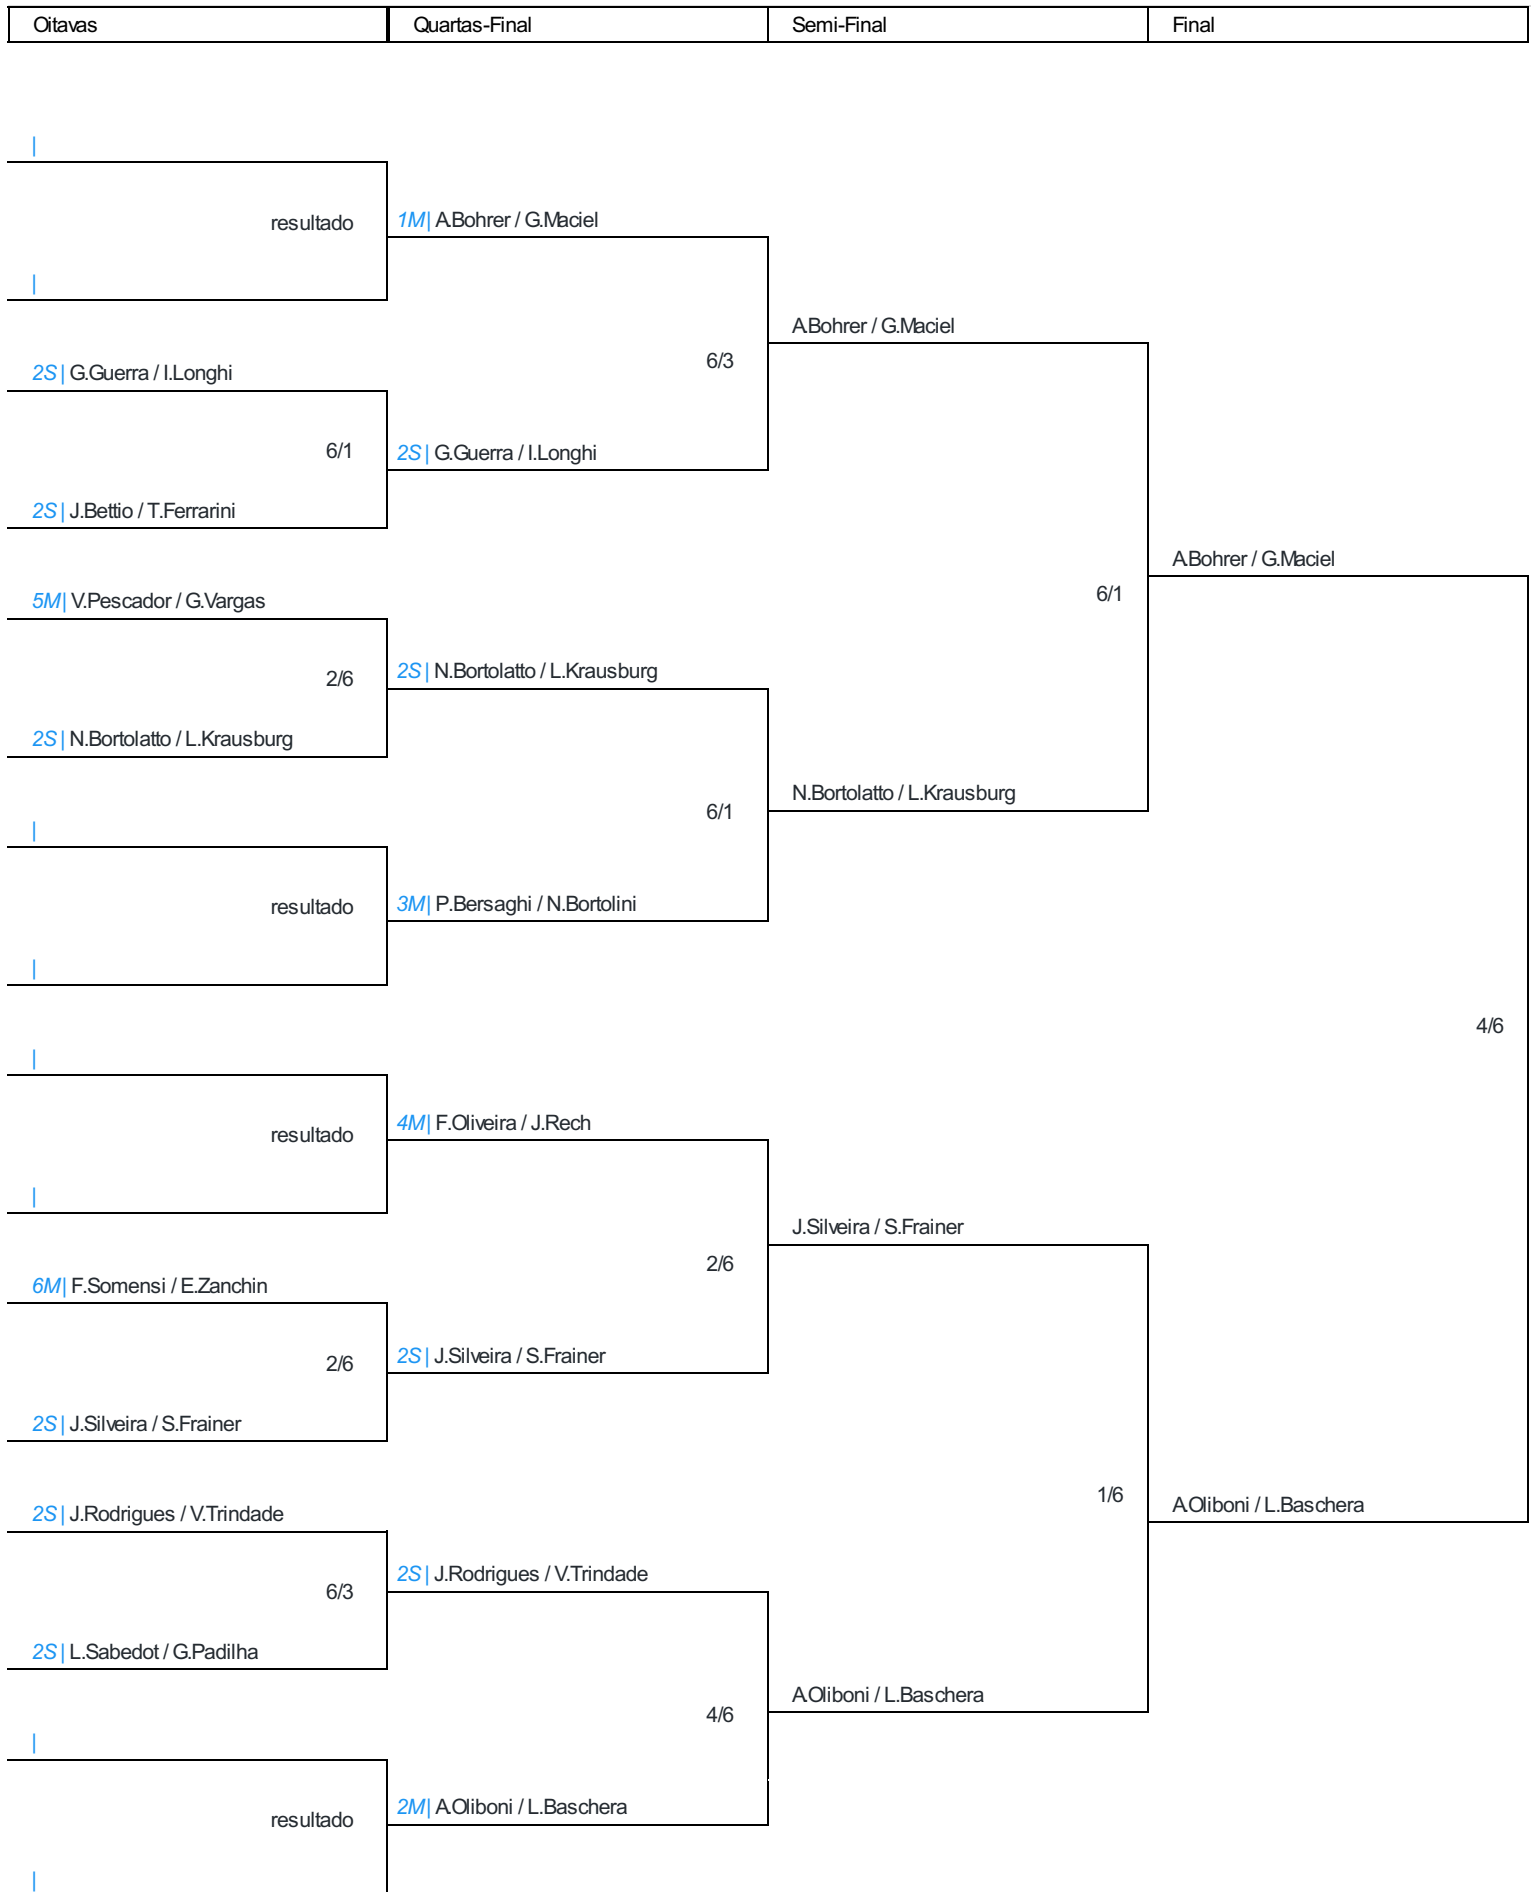 Oitavas Quartas-Final Semi-Final Final
|
resultado
1M| A.Bohrer / G.Maciel
|
A.Bohrer / G.Maciel
6/3
2S| G.Guerra / I.Longhi
6/1
2S| G.Guerra / I.Longhi
2S| J.Bettio / T.Ferrarini
A.Bohrer / G.Maciel
6/1
5M| V.Pescador / G.Vargas
2/6
2S| N.Bortolatto / L.Krausburg
2S| N.Bortolatto / L.Krausburg
N.Bortolatto / L.Krausburg
6/1
|
resultado
3M| P.Bersaghi / N.Bortolini
|
4/6
|
resultado
4M| F.Oliveira / J.Rech
|
J.Silveira / S.Frainer
2/6
6M| F.Somensi / E.Zanchin
2/6
2S| J.Silveira / S.Frainer
2S| J.Silveira / S.Frainer
1/6
A.Oliboni / L.Baschera
2S| J.Rodrigues / V.Trindade
6/3
2S| J.Rodrigues / V.Trindade
2S| L.Sabedot / G.Padilha
A.Oliboni / L.Baschera
4/6
|
resultado
2M| A.Oliboni / L.Baschera
|